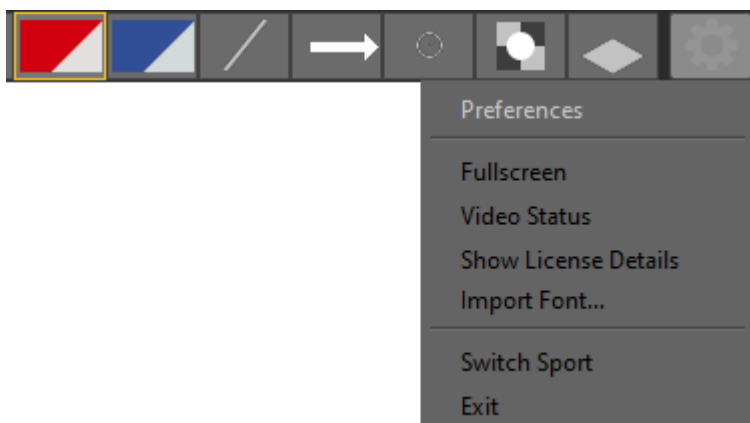 Preferences
Fullscreen
Video Status
Show License Details
Import Font...
Switch Sport
Exit